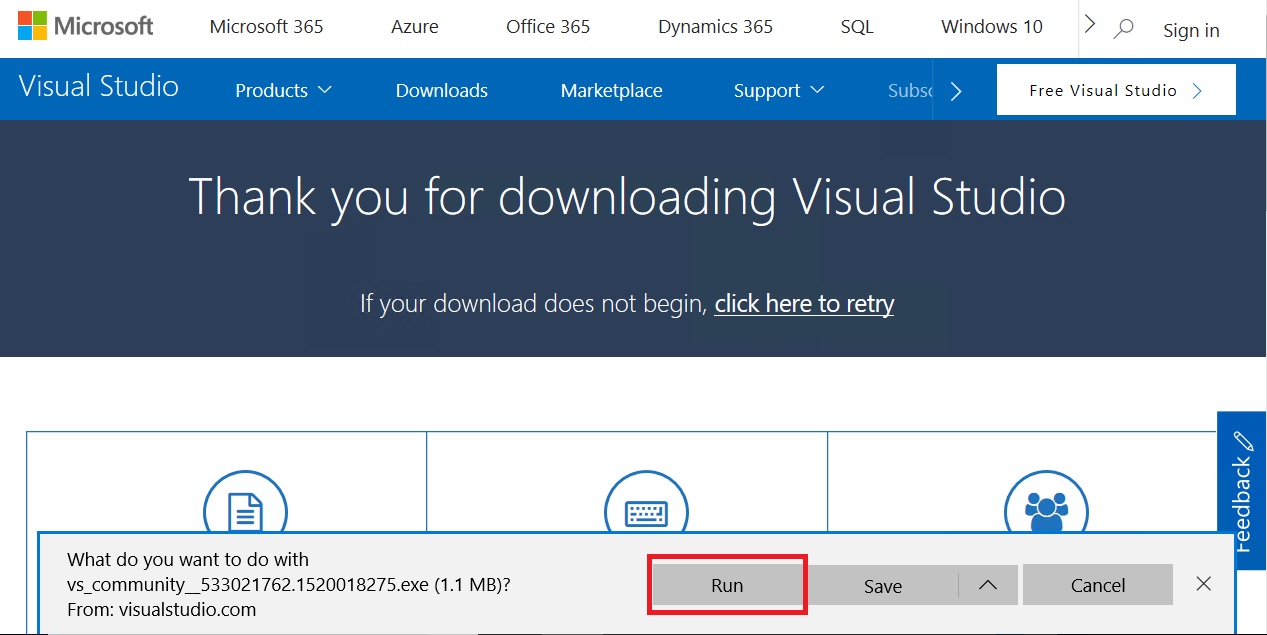 Microsoft Microsoft 365 Azure Office 365 Dynamics 365 SQL Windows 10 Sign in
Visual Studio Products Downloads Marketplace Support Subsc Free Visual Studio
Thank you for downloading Visual Studio
If your download does not begin, click here to retry
Feedback
What do you want to do with
vs_community__533021762.1520018275.exe (1.1 MB)?
From: visualstudio.com
Run Save Cancel